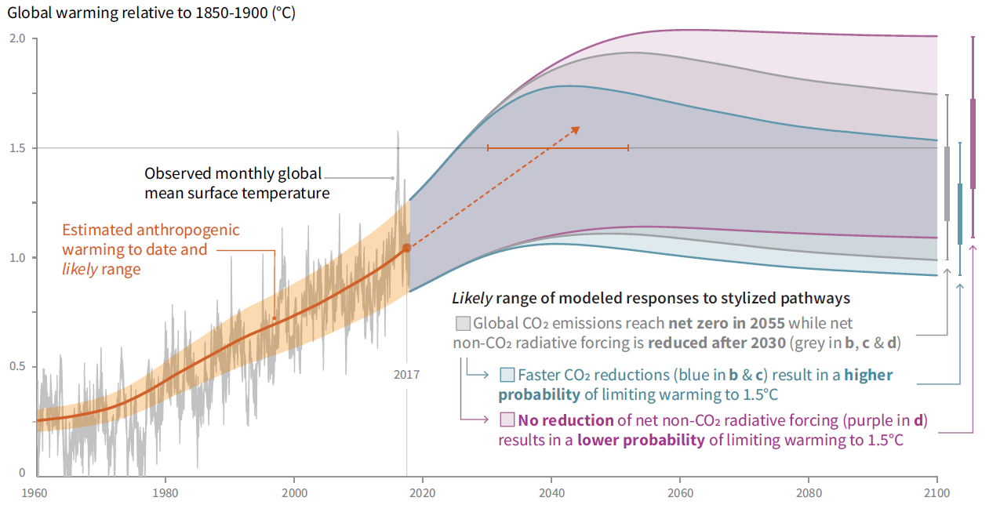 Global warming relative to 1850-1900 (°C)
2.0
1.5
Observed monthly global
mean surface temperature
Estimated anthropogenic
warming to date and
likely range
1.0
Likely range of modeled responses to stylized pathways
Global CO₂ emissions reach net zero in 2055 while net
non-CO₂ radiative forcing is reduced after 2030 (grey in b, c & d)
0.5
2017
Faster CO₂ reductions (blue in b & c) result in a higher
probability of limiting warming to 1.5°C
No reduction of net non-CO₂ radiative forcing (purple in d)
results in a lower probability of limiting warming to 1.5°C
0
1960 1980 2000 2020 2040 2060 2080 2100